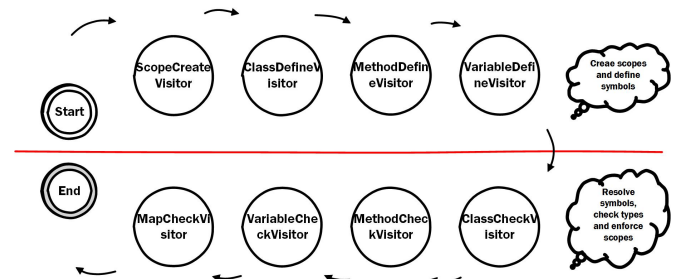 ScopeCreate
Visitor
ClassDefineV
isitor
MethodDefin
eVisitor
VariableDefi
neVisitor
Creae scopes
and define
symbols
Start
End
MapCheckVi
sitor
VariableChe
ckVisitor
MethodChec
kVisitor
ClassCheckV
isitor
Resolve
symbols,
check types
and enforce
scopes